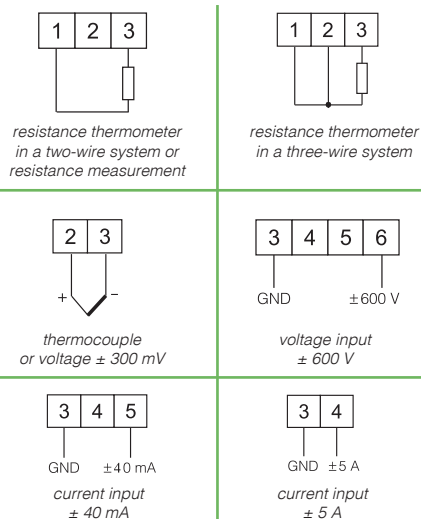 1 2 3
resistance thermometer
in a two-wire system or
resistance measurement
1 2 3
resistance thermometer
in a three-wire system
2 3
+ -
thermocouple
or voltage ± 300 mV
3 4 5 6
GND ±600 V
voltage input
± 600 V
3 4 5
GND ±40 mA
current input
± 40 mA
3 4
GND ±5 A
current input
± 5 A